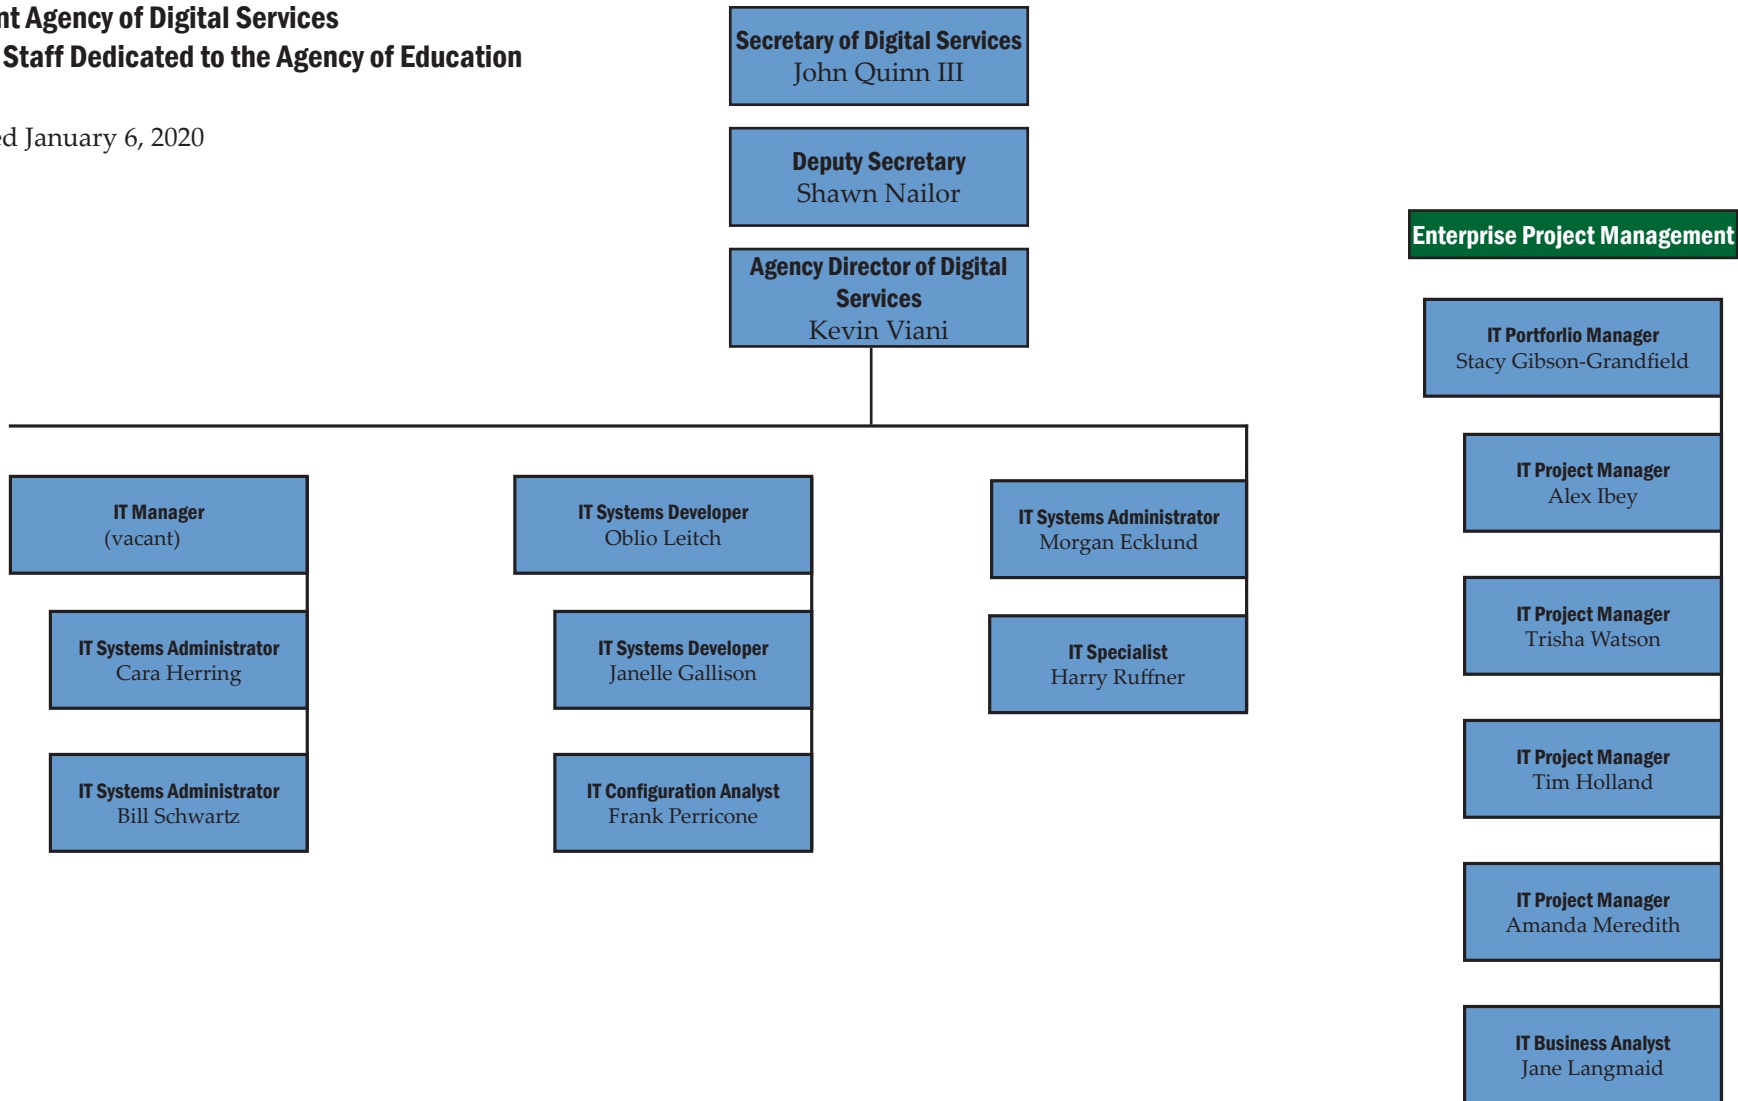 nt Agency of Digital Services
Staff Dedicated to the Agency of Education
ed January 6, 2020
Secretary of Digital Services
John Quinn III
Deputy Secretary
Shawn Nailor
Agency Director of Digital
Services
Kevin Viani
IT Manager
(vacant)
IT Systems Administrator
Cara Herring
IT Systems Administrator
Bill Schwartz
IT Systems Developer
Oblio Leitch
IT Systems Developer
Janelle Gallison
IT Configuration Analyst
Frank Perricone
IT Systems Administrator
Morgan Ecklund
IT Specialist
Harry Ruffner
Enterprise Project Management
IT Portforlio Manager
Stacy Gibson-Grandfield
IT Project Manager
Alex Ibey
IT Project Manager
Trisha Watson
IT Project Manager
Tim Holland
IT Project Manager
Amanda Meredith
IT Business Analyst
Jane Langmaid